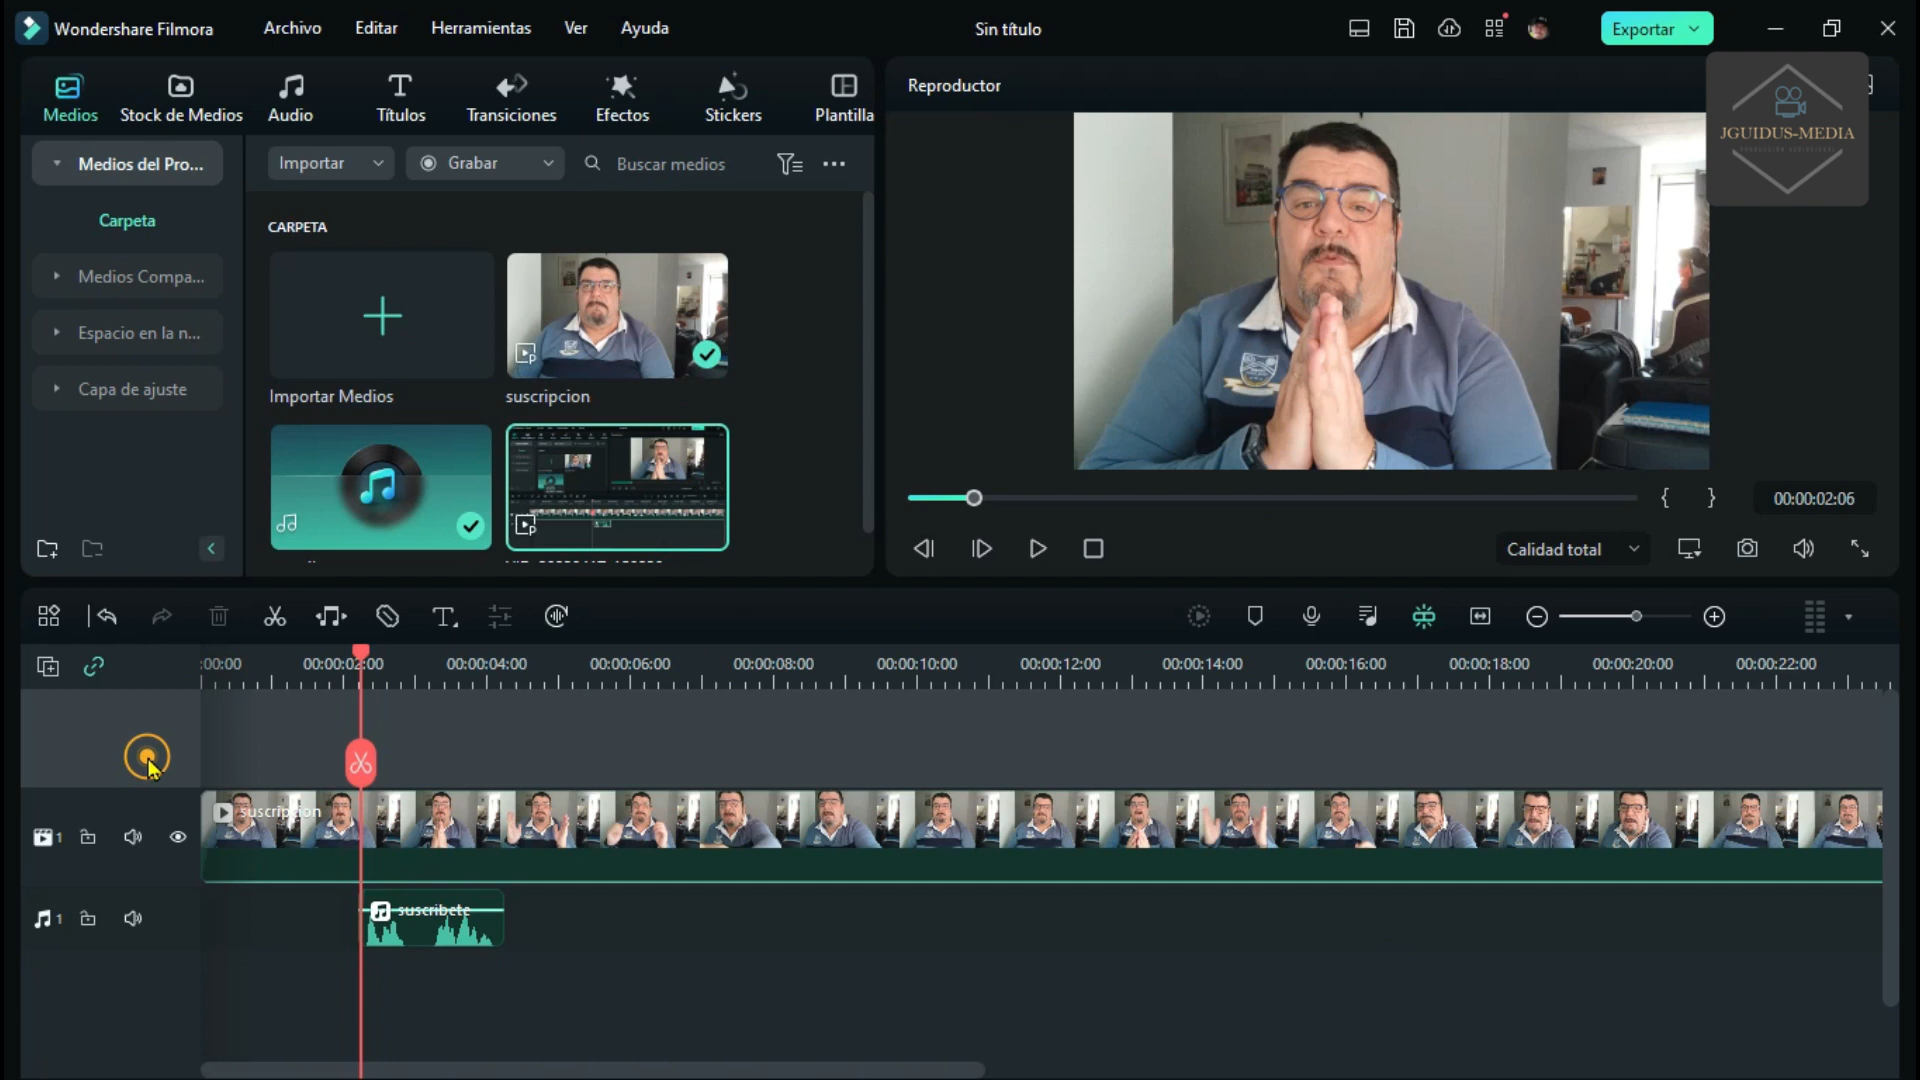 Wondershare Filmora
Archivo
Editar
Herramientas
Ver
Ayuda
Sin título
Exportar
Medios
Stock de Medios
Audio
Títulos
Transiciones
Efectos
Stickers
Plantilla
Reproductor
JGUIDUS-MEDIA
Medios del Pro...
Importar
Grabar
Buscar medios
Carpeta
CARPETA
Medios Compa...
Espacio en la n...
Capa de ajuste
Importar Medios
suscripcion
{ }
00:00:02:06
Calidad total
:00:00
00:00:02:00
00:00:04:00
00:00:06:00
00:00:08:00
00:00:10:00
00:00:12:00
00:00:14:00
00:00:16:00
00:00:18:00
00:00:20:00
00:00:22:00
suscripcion
1
suscribete
1